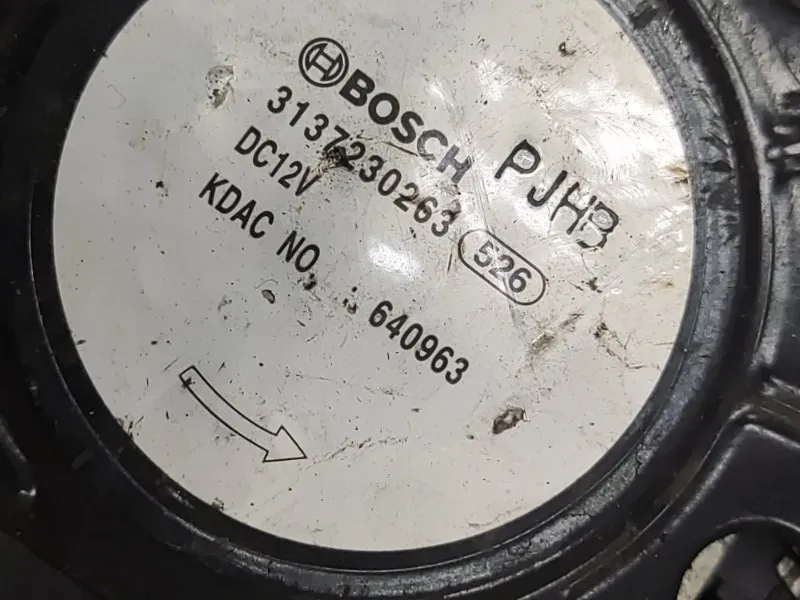 BOSCH
3137230263
DC12V 526
KDAC NO. 640963
PJHB